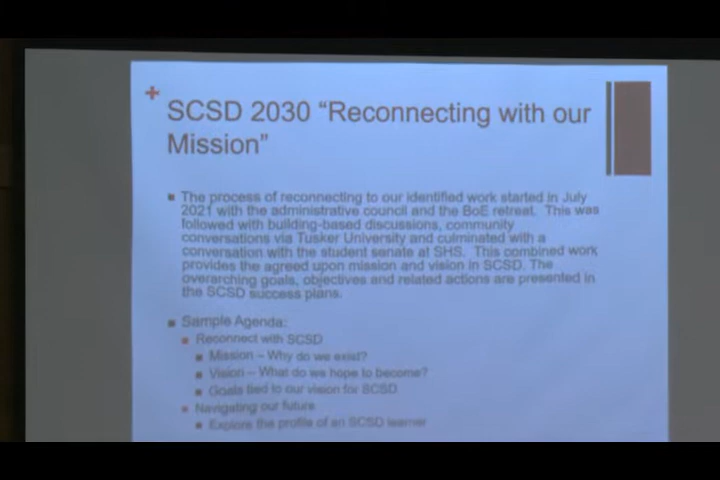 SCSD 2030 “Reconnecting with our
Mission”
The process of reconnecting to our identified work started in July
2021 with the administrative council and the BoE retreat. This was
followed with building-based discussions, community
conversations via Tusker University and culminated with a
conversation with the student senate at SHS. This combined work
provides the agreed upon mission and vision in SCSD. The
overarching goals, objectives and related actions are presented in
the SCSD success plans.
Sample Agenda:
Reconnect with SCSD
Mission – Why do we exist?
Vision – What do we hope to become?
Goals tied to our vision for SCSD
Navigating our future
Explore the profile of an SCSD learner